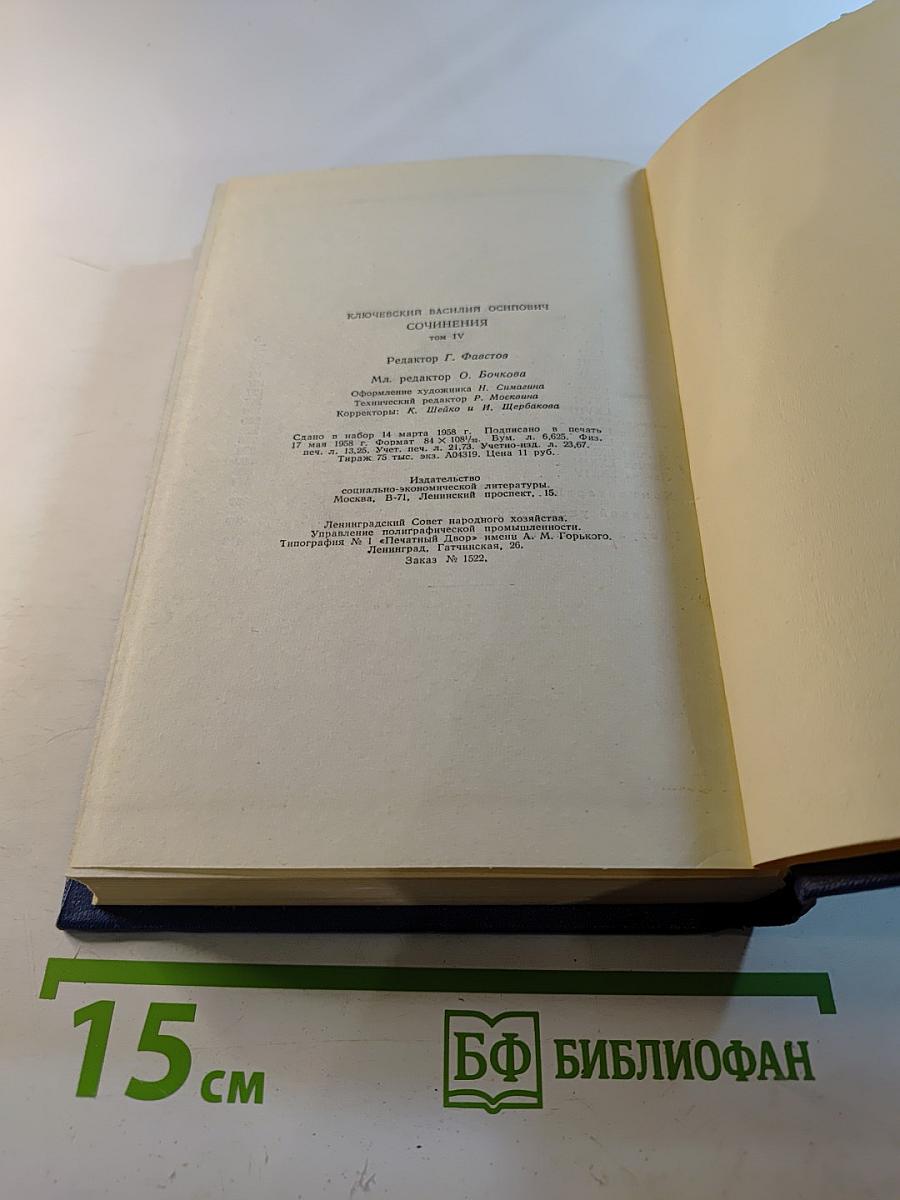 КЛЮЧЕВСКИЙ ВАСИЛИЙ ОСИПОВИЧ
СОЧИНЕНИЯ
том IV
Редактор Г. Фавстов
Мл. редактор О. Бочкова
Оформление художника Н. Симагина
Технический редактор Р. Москвина
Корректоры: К. Шейко и И. Щербакова
Сдано в набор 14 марта 1958 г. Подписано в печать
17 мая 1958 г. Формат 84 × 108¹/₃₂. Бум. л. 6,625. Физ.
печ. л. 13,25. Учет. печ. л. 21,73. Учетно-изд. л. 23,67.
Тираж 75 тыс. экз. А04319. Цена 11 руб.
Издательство
социально-экономической литературы.
Москва, В-71, Ленинский проспект, 15.
Ленинградский Совет народного хозяйства.
Управление полиграфической промышленности.
Типография № 1 «Печатный Двор» имени А. М. Горького.
Ленинград, Гатчинская, 26.
Заказ № 1522.
15 см
БФ БИБЛИОФАН